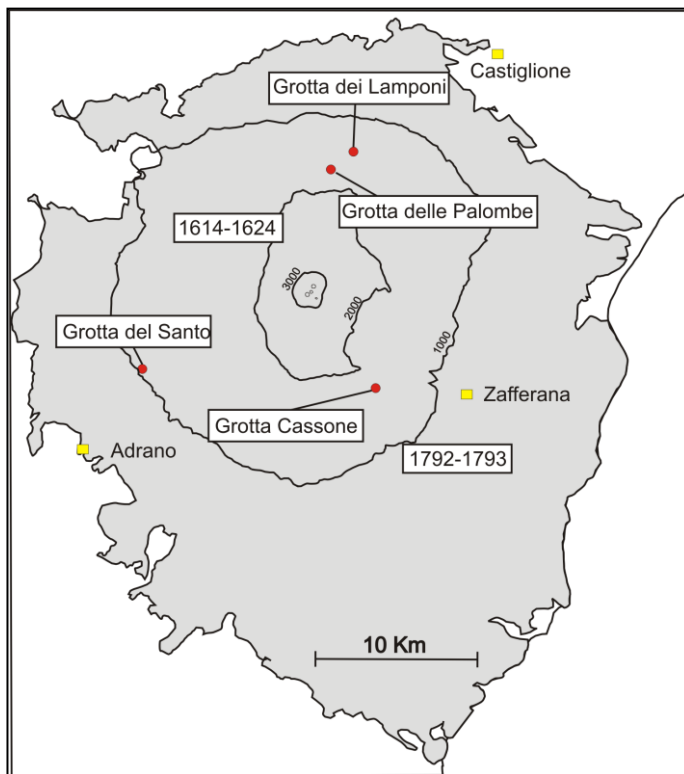 Castiglione
Grotta dei Lamponi
Grotta delle Palombe
1614-1624
3000
2000
1000
Grotta del Santo
Zafferana
Grotta Cassone
Adrano
1792-1793
10 Km